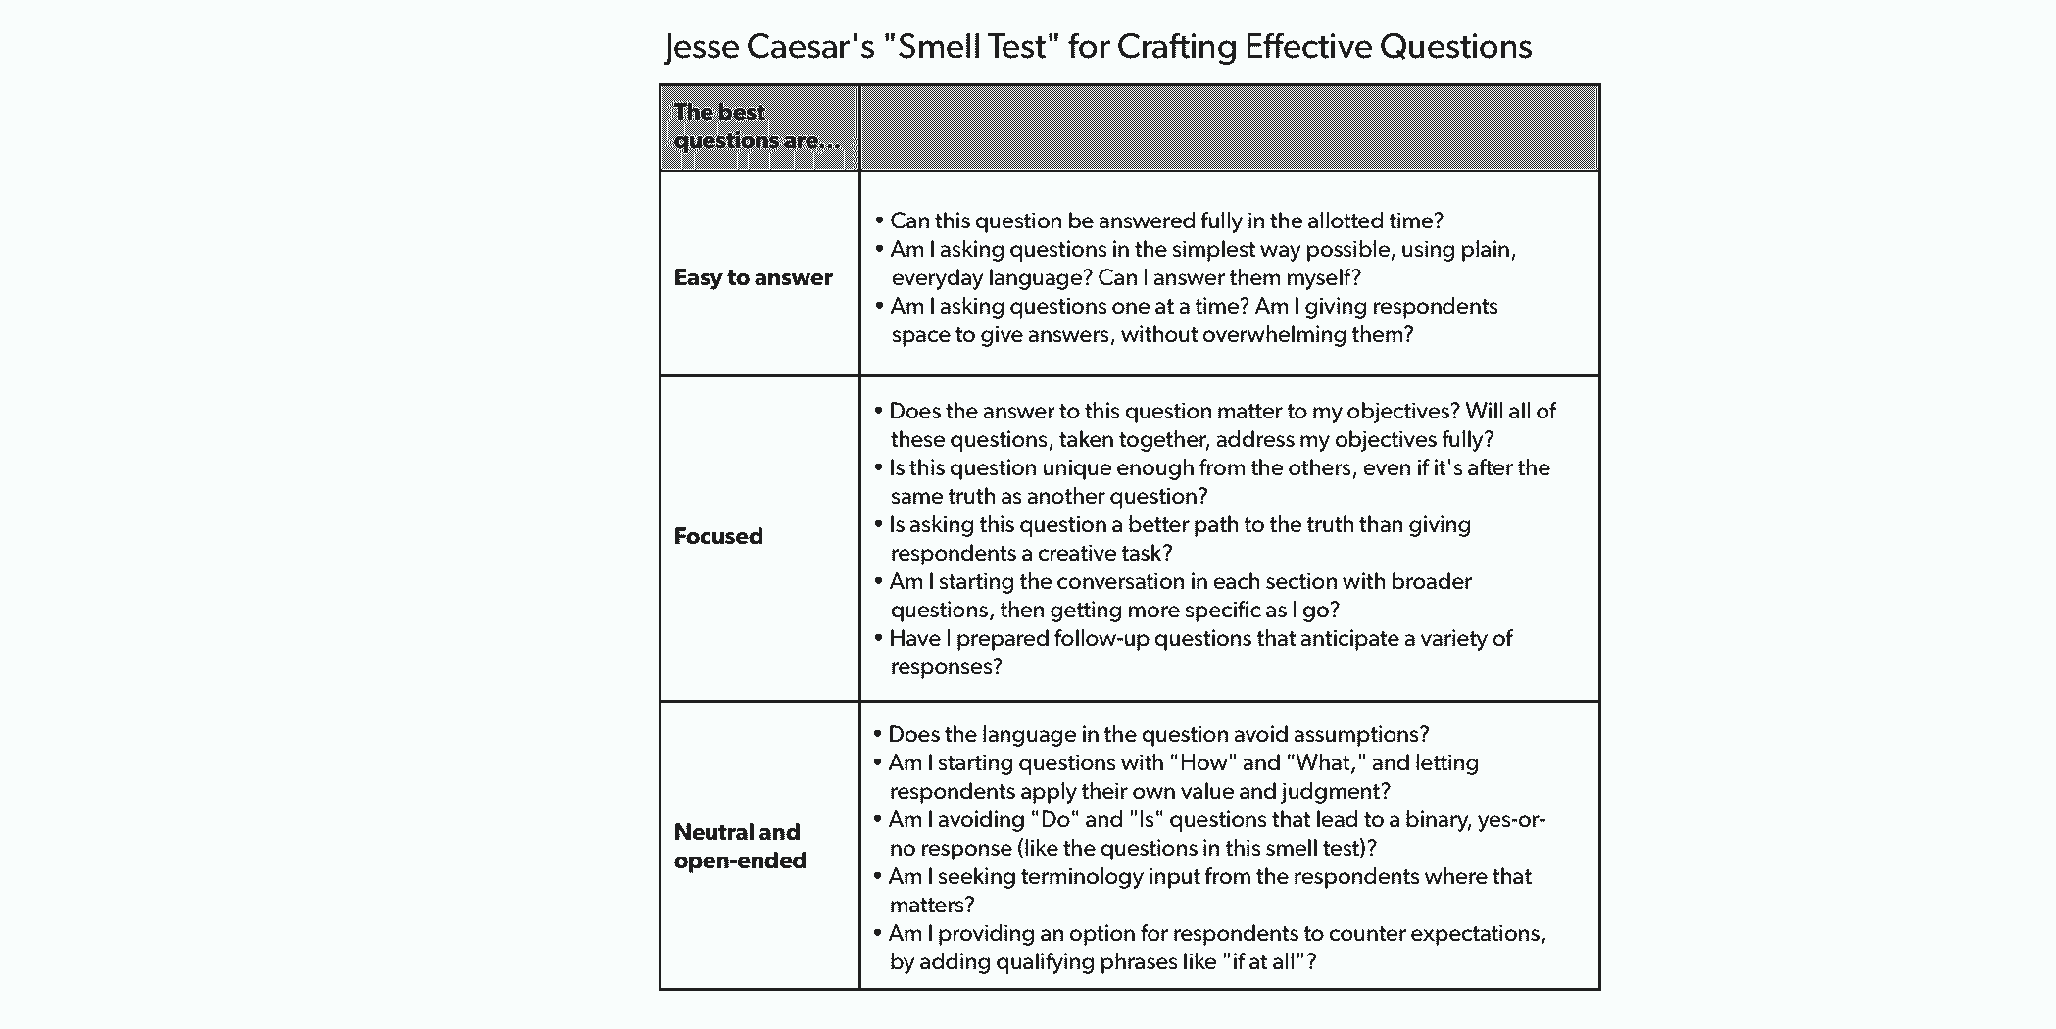 Jesse Caesar's "Smell Test" for Crafting Effective Questions
The best
questions are...
Easy to answer
• Can this question be answered fully in the allotted time?
• Am I asking questions in the simplest way possible, using plain,
everyday language? Can I answer them myself?
• Am I asking questions one at a time? Am I giving respondents
space to give answers, without overwhelming them?
Focused
• Does the answer to this question matter to my objectives? Will all of
these questions, taken together, address my objectives fully?
• Is this question unique enough from the others, even if it's after the
same truth as another question?
• Is asking this question a better path to the truth than giving
respondents a creative task?
• Am I starting the conversation in each section with broader
questions, then getting more specific as I go?
• Have I prepared follow-up questions that anticipate a variety of
responses?
Neutral and
open-ended
• Does the language in the question avoid assumptions?
• Am I starting questions with "How" and "What," and letting
respondents apply their own value and judgment?
• Am I avoiding "Do" and "Is" questions that lead to a binary, yes-or-
no response (like the questions in this smell test)?
• Am I seeking terminology input from the respondents where that
matters?
• Am I providing an option for respondents to counter expectations,
by adding qualifying phrases like "if at all"?